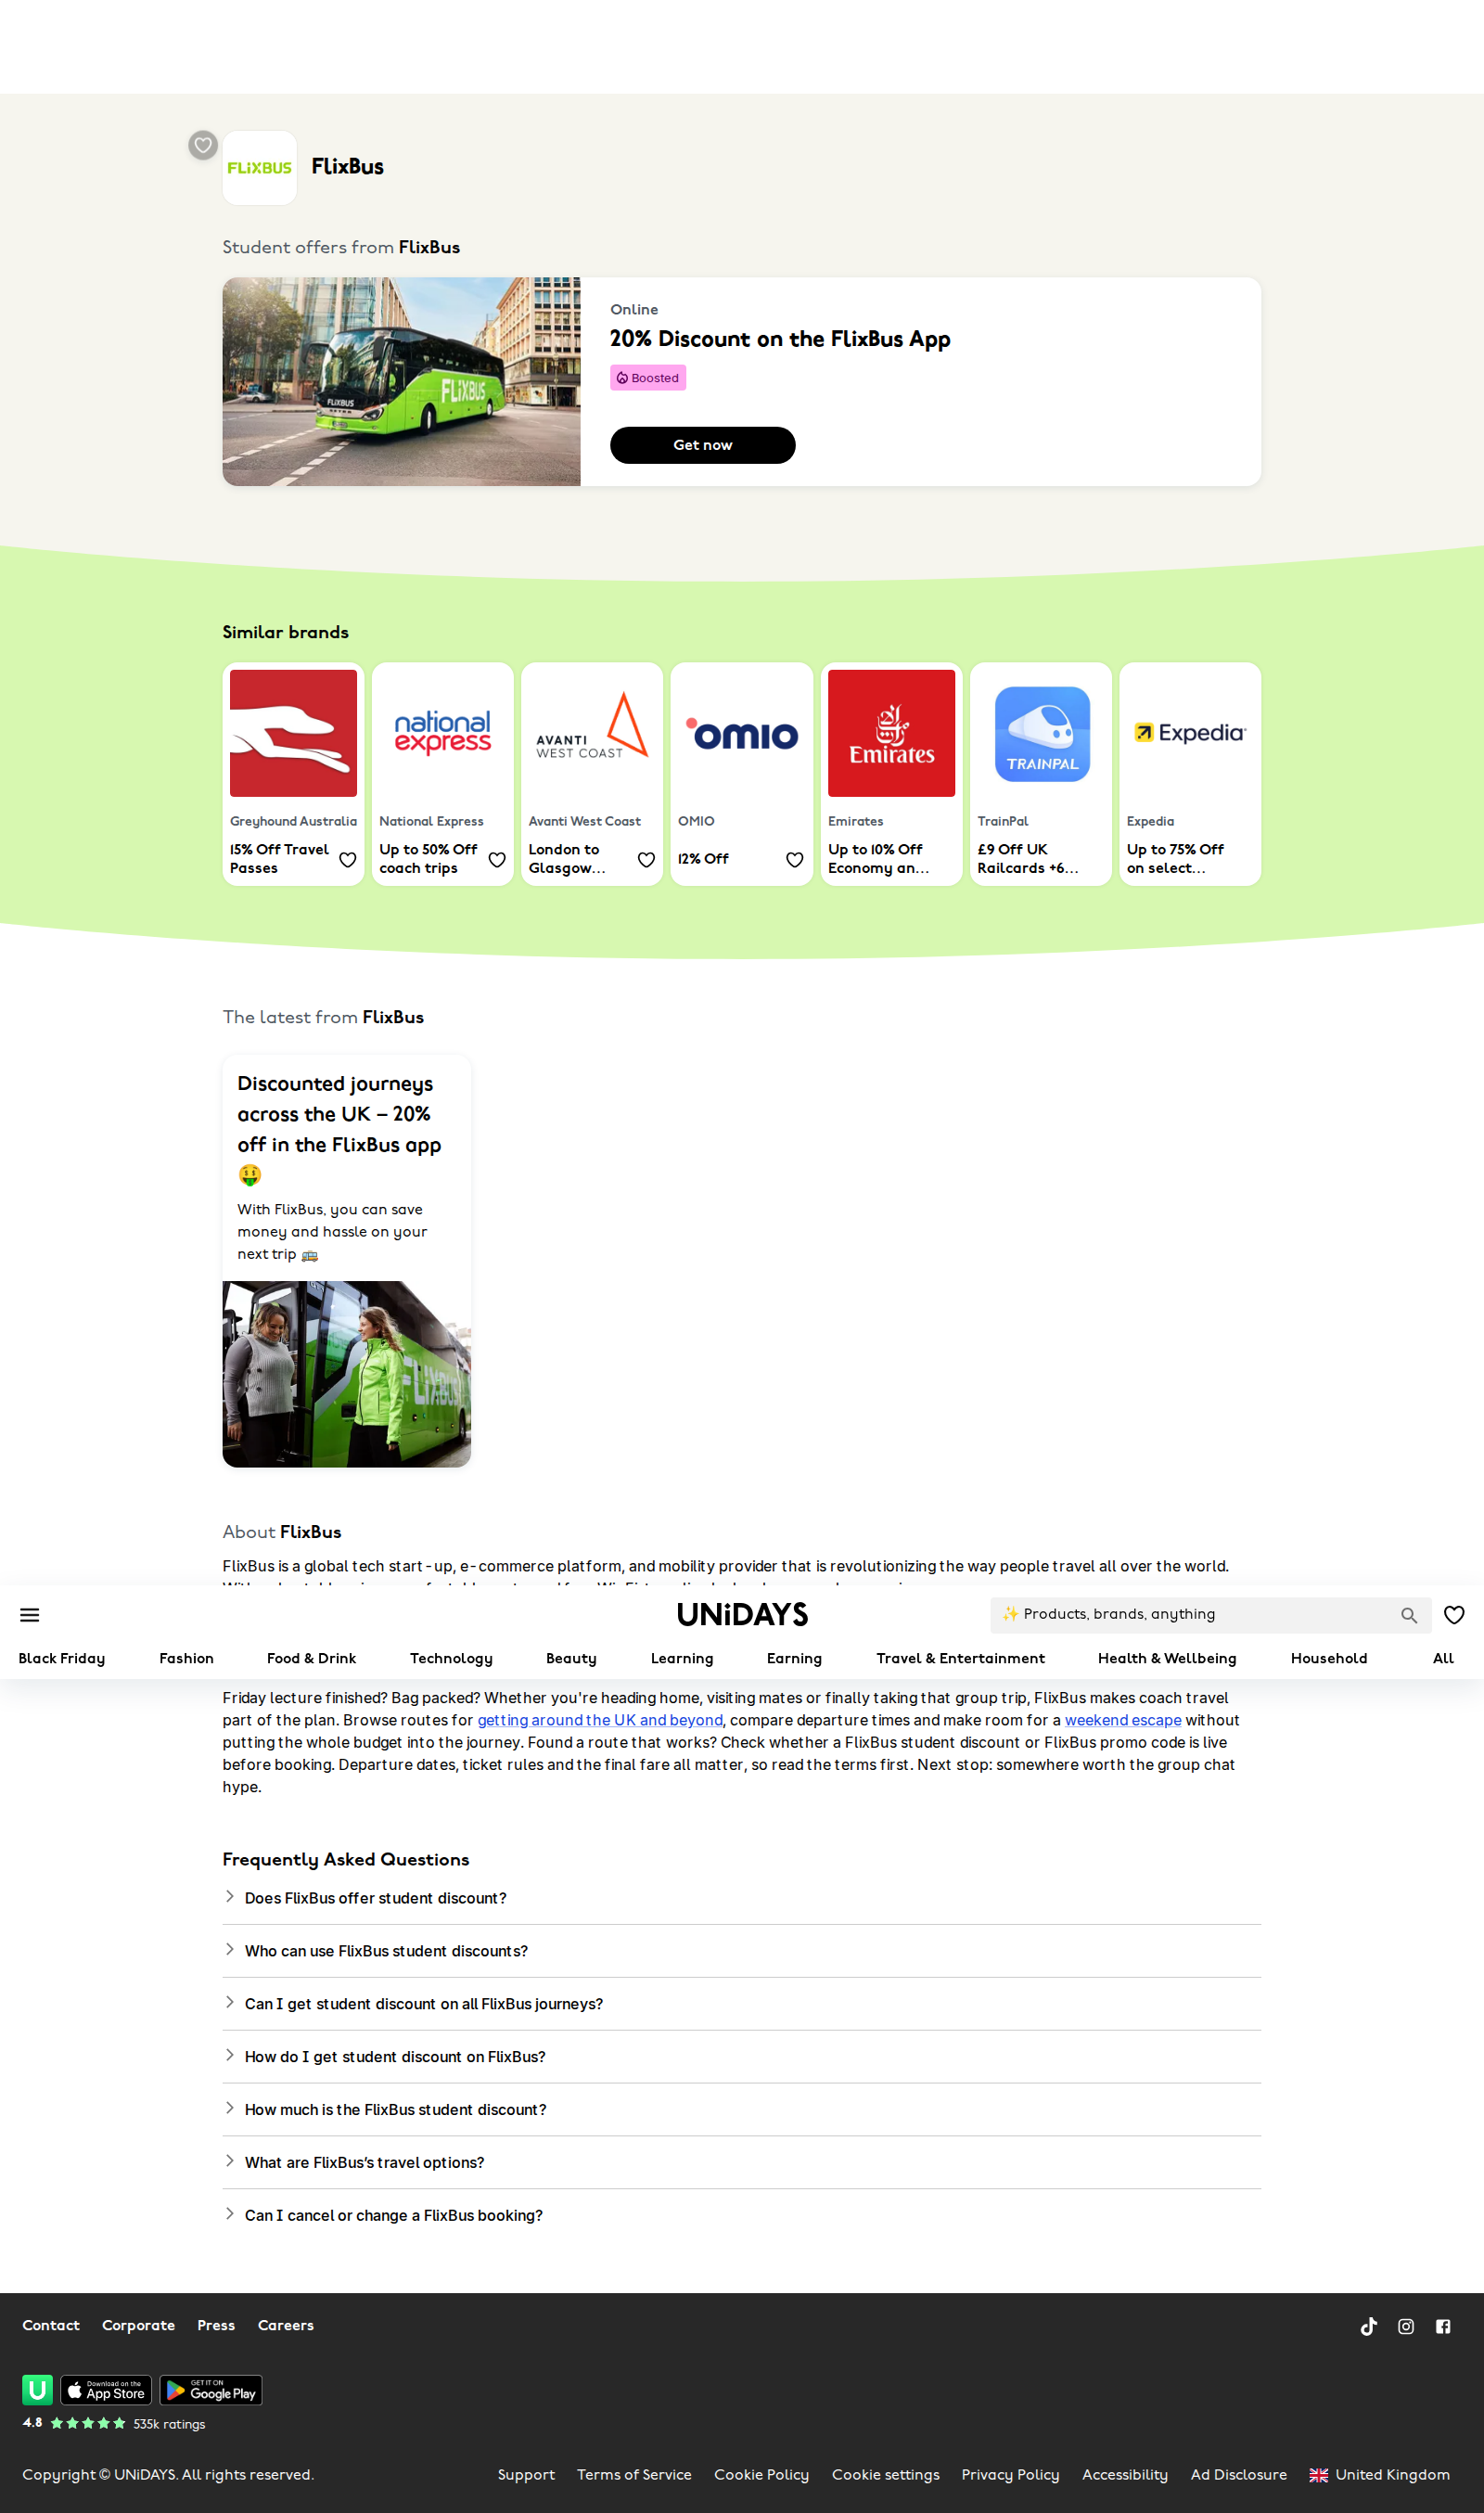 FLiXBUS
FlixBus
Student offers from FlixBus
FLiXBUS
FLiXBUS
Online
20% Discount on the FlixBus App
Boosted
Get now
Similar brands
national
express
AVANTI
WEST COAST
OMIO
Emirates
TRAINPAL
Expedia
Greyhound Australia
National Express
Avanti West Coast
OMIO
Emirates
TrainPal
Expedia
15% Off Travel
Passes
Up to 50% Off
coach trips
London to
Glasgow...
12% Off
Up to 10% Off
Economy an...
£9 Off UK
Railcards +6...
Up to 75% Off
on select...
The latest from FlixBus
Discounted journeys
across the UK – 20%
off in the FlixBus app
🤑
With FlixBus, you can save
money and hassle on your
next trip 🚌
FLiXBUS
About FlixBus
FlixBus is a global tech start-up, e-commerce platform, and mobility provider that is revolutionizing the way people travel all over the world.
UNiDAYS
✨ Products, brands, anything
Black Friday
Fashion
Food & Drink
Technology
Beauty
Learning
Earning
Travel & Entertainment
Health & Wellbeing
Household
All
Friday lecture finished? Bag packed? Whether you're heading home, visiting mates or finally taking that group trip, FlixBus makes coach travel
part of the plan. Browse routes for getting around the UK and beyond, compare departure times and make room for a weekend escape without
putting the whole budget into the journey. Found a route that works? Check whether a FlixBus student discount or FlixBus promo code is live
before booking. Departure dates, ticket rules and the final fare all matter, so read the terms first. Next stop: somewhere worth the group chat
hype.
Frequently Asked Questions
Does FlixBus offer student discount?
Who can use FlixBus student discounts?
Can I get student discount on all FlixBus journeys?
How do I get student discount on FlixBus?
How much is the FlixBus student discount?
What are FlixBus's travel options?
Can I cancel or change a FlixBus booking?
Contact
Corporate
Press
Careers
U
Download on the
App Store
GET IT ON
Google Play
4.8
535k ratings
Copyright © UNiDAYS. All rights reserved.
Support
Terms of Service
Cookie Policy
Cookie settings
Privacy Policy
Accessibility
Ad Disclosure
United Kingdom